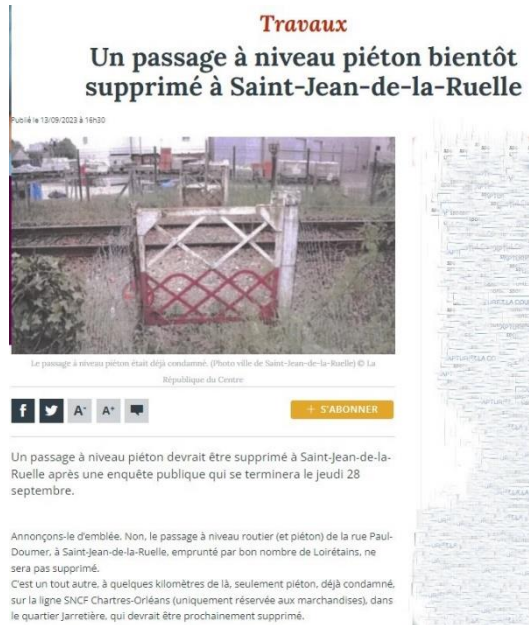 Travaux
Un passage à niveau piéton bientôt
supprimé à Saint-Jean-de-la-Ruelle
Publié le 13/09/2023 à 16h30
Le passage à niveau piéton était déjà condamné. (Photo ville de Saint-Jean-de-la-Ruelle) © La
République du Centre
f
A-
A+
+ S'ABONNER
Un passage à niveau piéton devrait être supprimé à Saint-Jean-de-la-
Ruelle après une enquête publique qui se terminera le jeudi 28
septembre.
Annonçons-le d'emblée. Non, le passage à niveau routier (et piéton) de la rue Paul-
Doumer, à Saint-Jean-de-la-Ruelle, emprunté par bon nombre de Loirétains, ne
sera pas supprimé.
C'est un tout autre, à quelques kilomètres de là, seulement piéton, déjà condamné,
sur la ligne SNCF Chartres-Orléans (uniquement réservée aux marchandises), dans
le quartier Jarretière, qui devrait être prochainement supprimé.